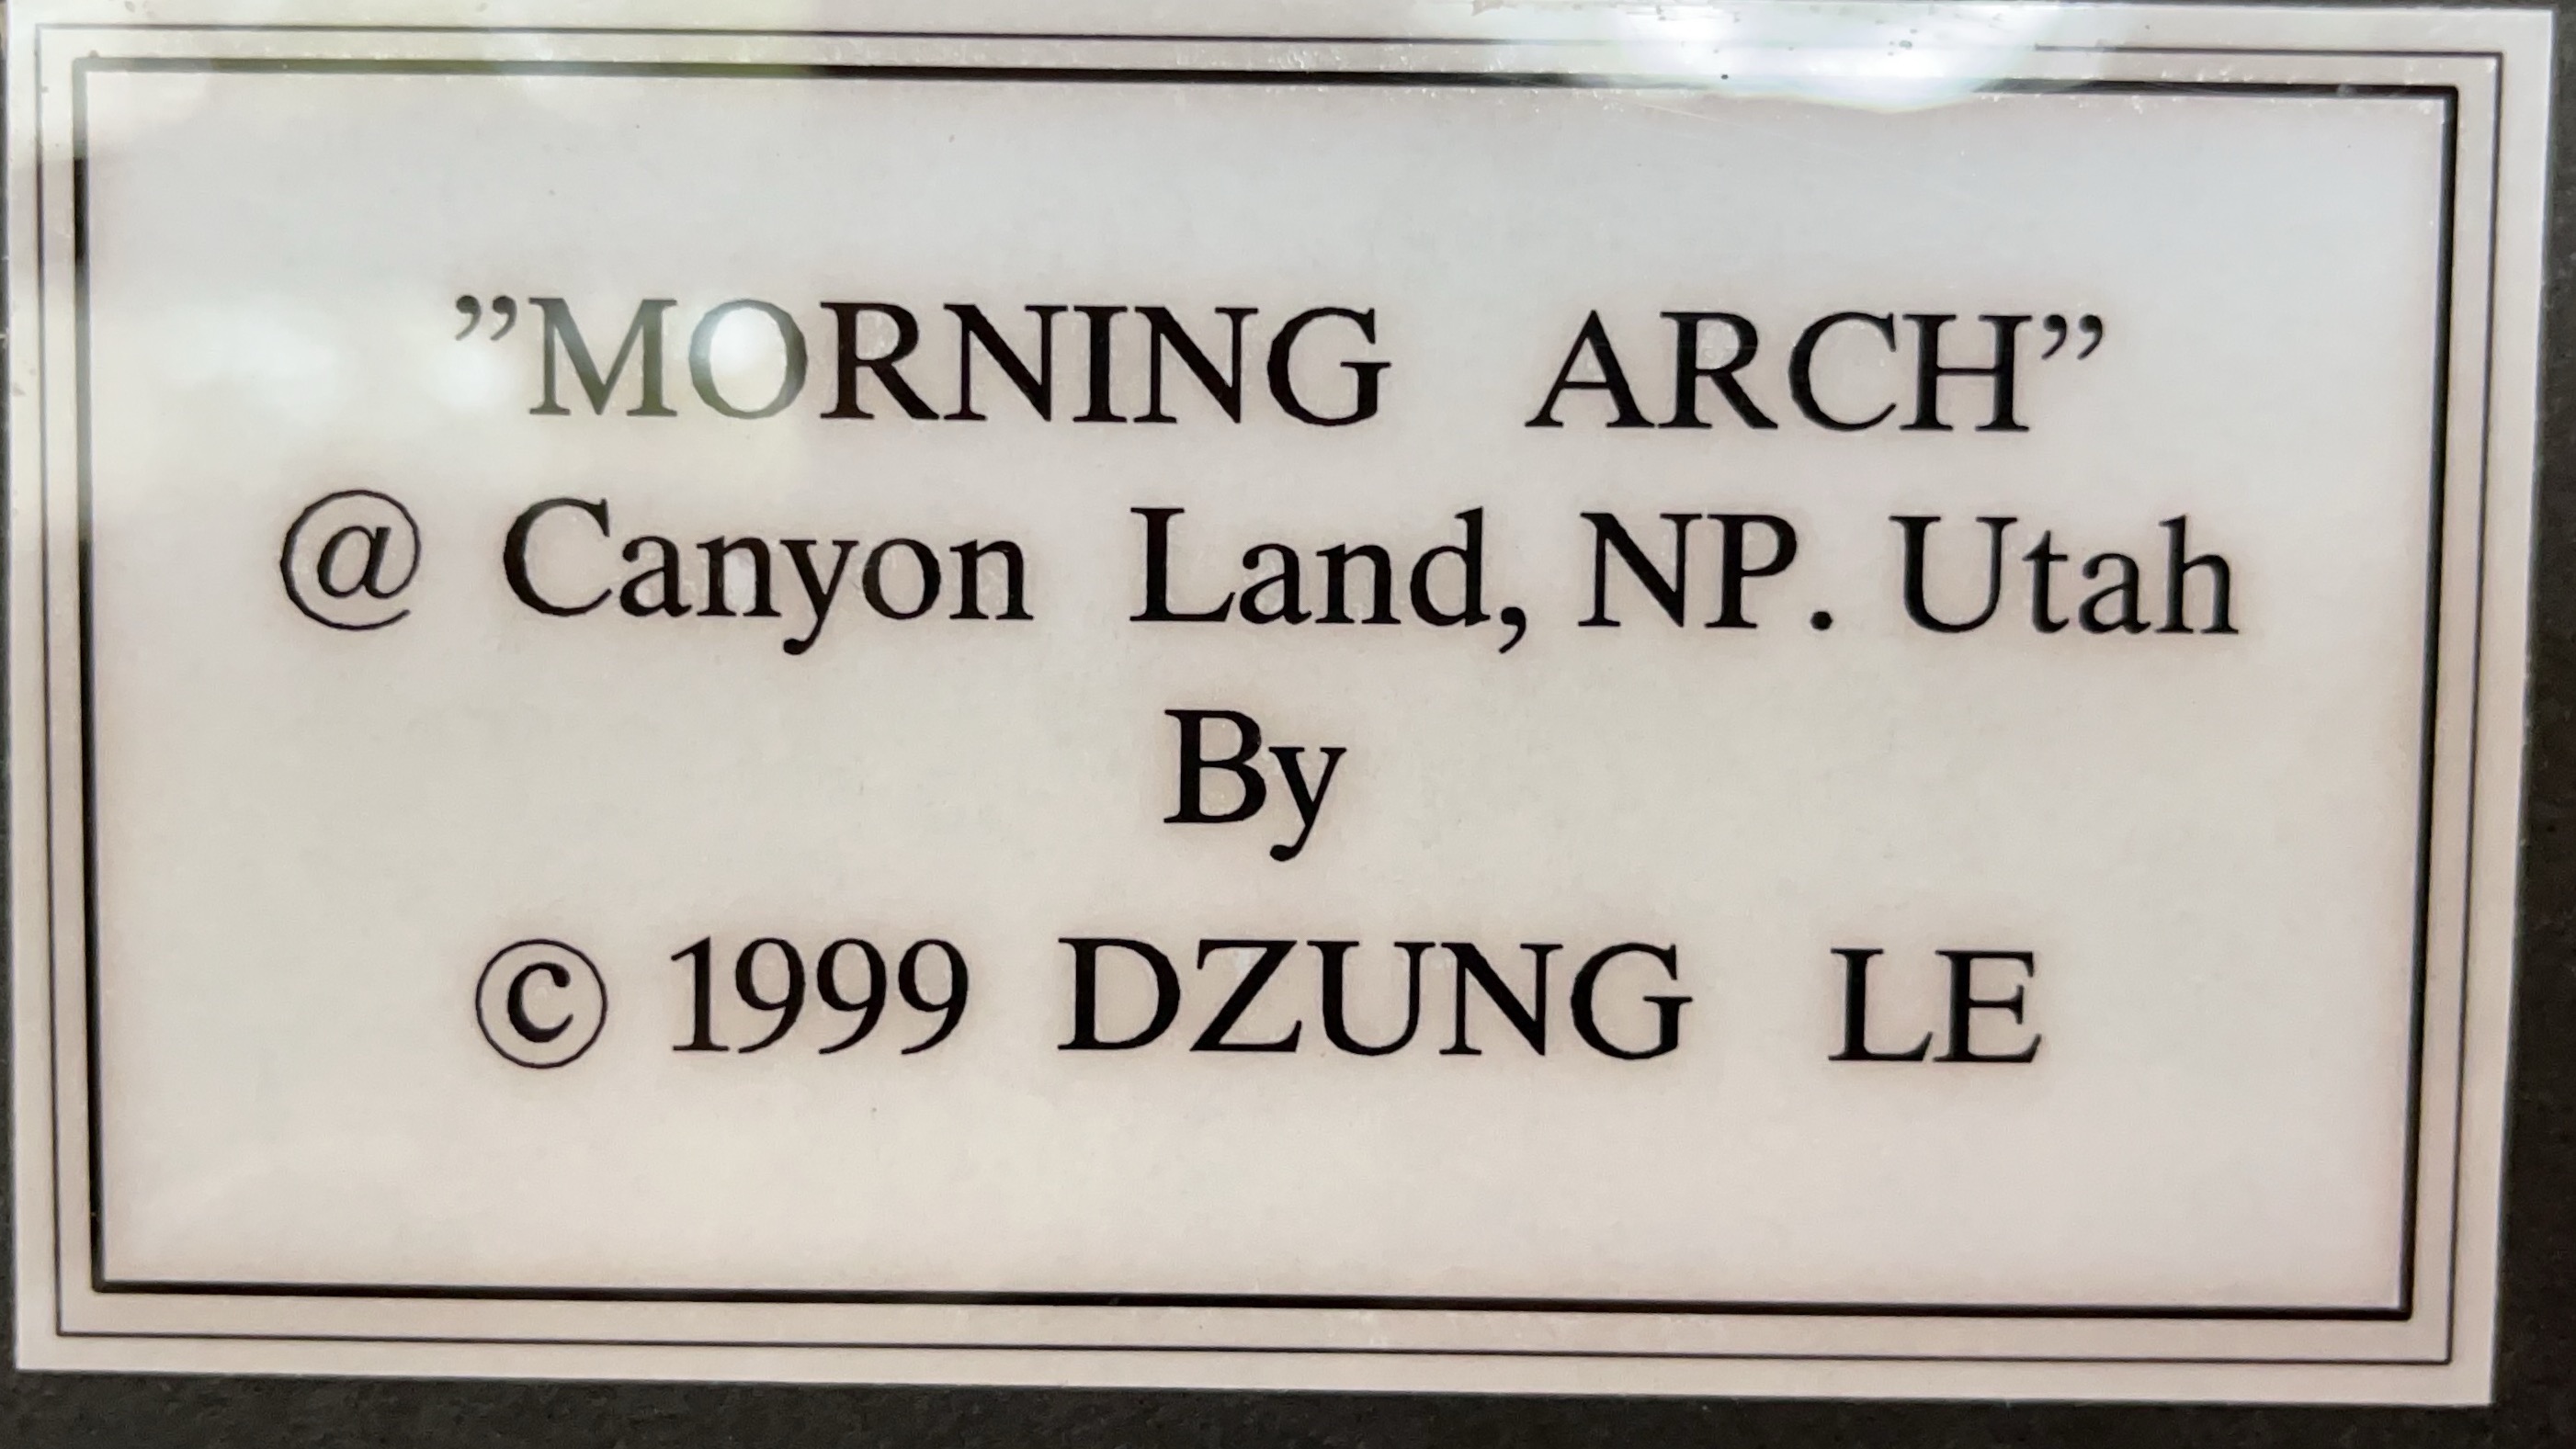 ”MORNING ARCH”
@ Canyon Land, NP. Utah
By
© 1999 DZUNG LE